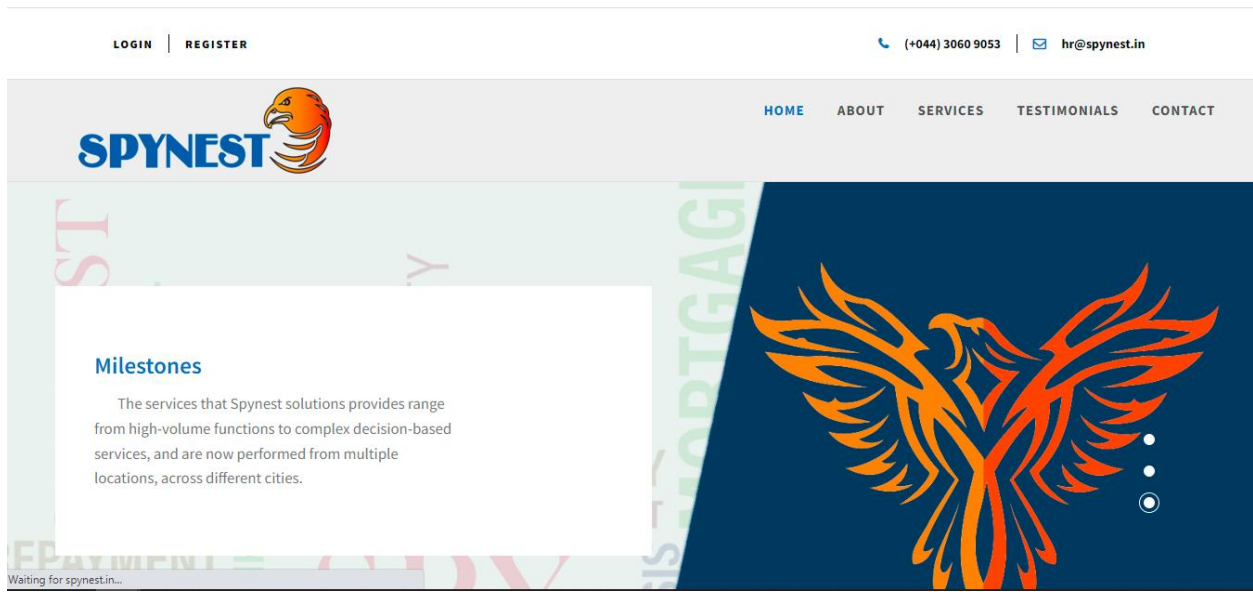 LOGIN REGISTER
(+044) 3060 9053 hr@spynest.in
SPYNEST
HOME ABOUT SERVICES TESTIMONIALS CONTACT
Milestones
The services that Spynest solutions provides range
from high-volume functions to complex decision-based
services, and are now performed from multiple
locations, across different cities.
Waiting for spynest.in...